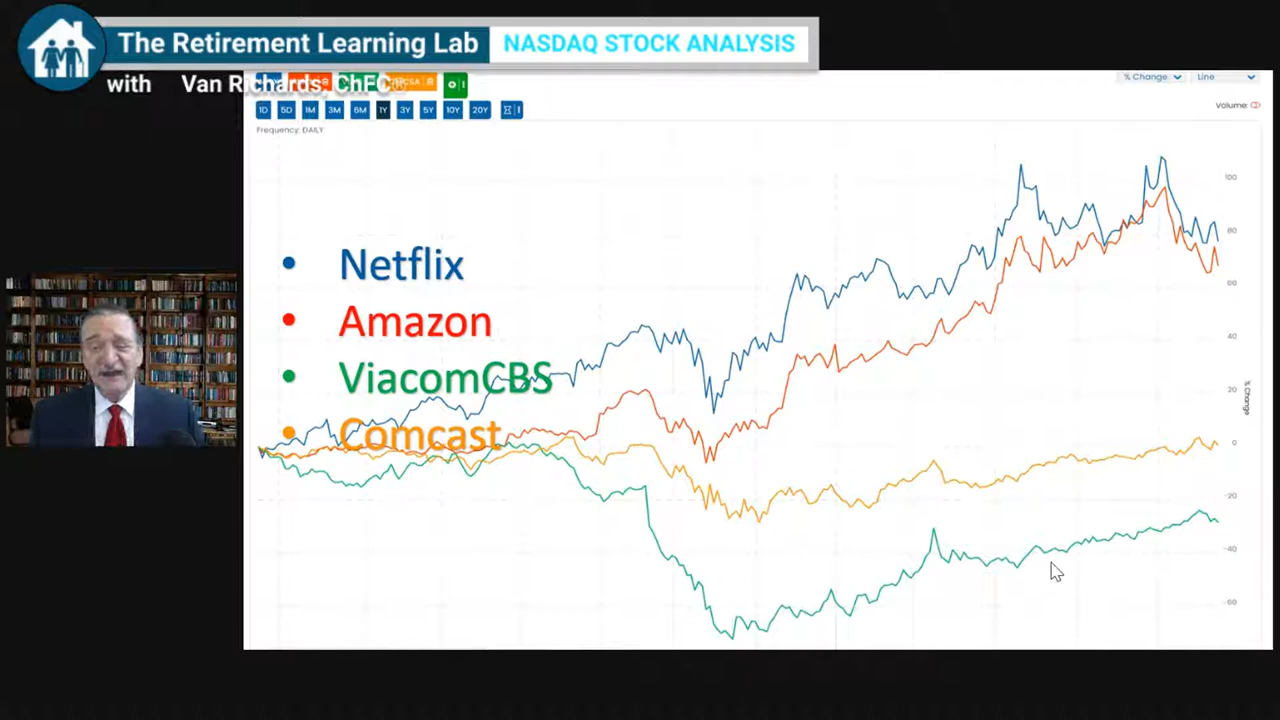 The Retirement Learning Lab
NASDAQ STOCK ANALYSIS
with Van Richards, ChFC®
% Change
Line
1D 5D 1M 3M 6M 1Y 3Y 5Y 10Y 20Y
Volume:
Frequency: DAILY
• Netflix
• Amazon
• ViacomCBS
• Comcast
100
80
60
40
20
0
-20
-40
-60
% Change